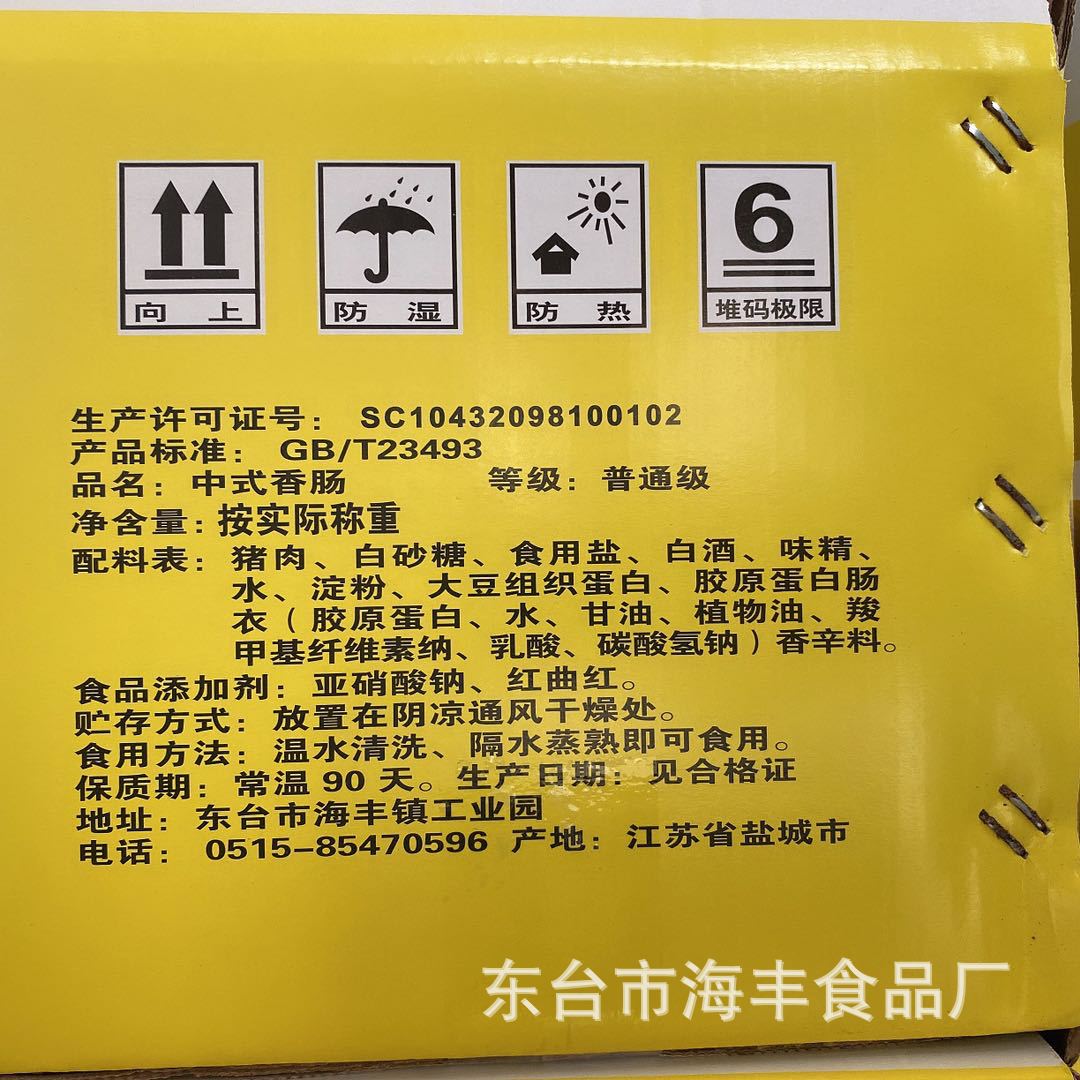 向上
防湿
防热
6
堆码极限
生产许可证号：SC10432098100102
产品标准：GB/T23493
品名：中式香肠 等级：普通级
净含量：按实际称重
配料表：猪肉、白砂糖、食用盐、白酒、味精、
水、淀粉、大豆组织蛋白、胶原蛋白肠
衣（胶原蛋白、水、甘油、植物油、羧
甲基纤维素纳、乳酸、碳酸氢钠）香辛料。
食品添加剂：亚硝酸钠、红曲红。
贮存方式：放置在阴凉通风干燥处。
食用方法：温水清洗、隔水蒸熟即可食用。
保质期：常温 90 天。生产日期：见合格证
地址：东台市海丰镇工业园
电话：0515-85470596 产地：江苏省盐城市
东台市海丰食品厂